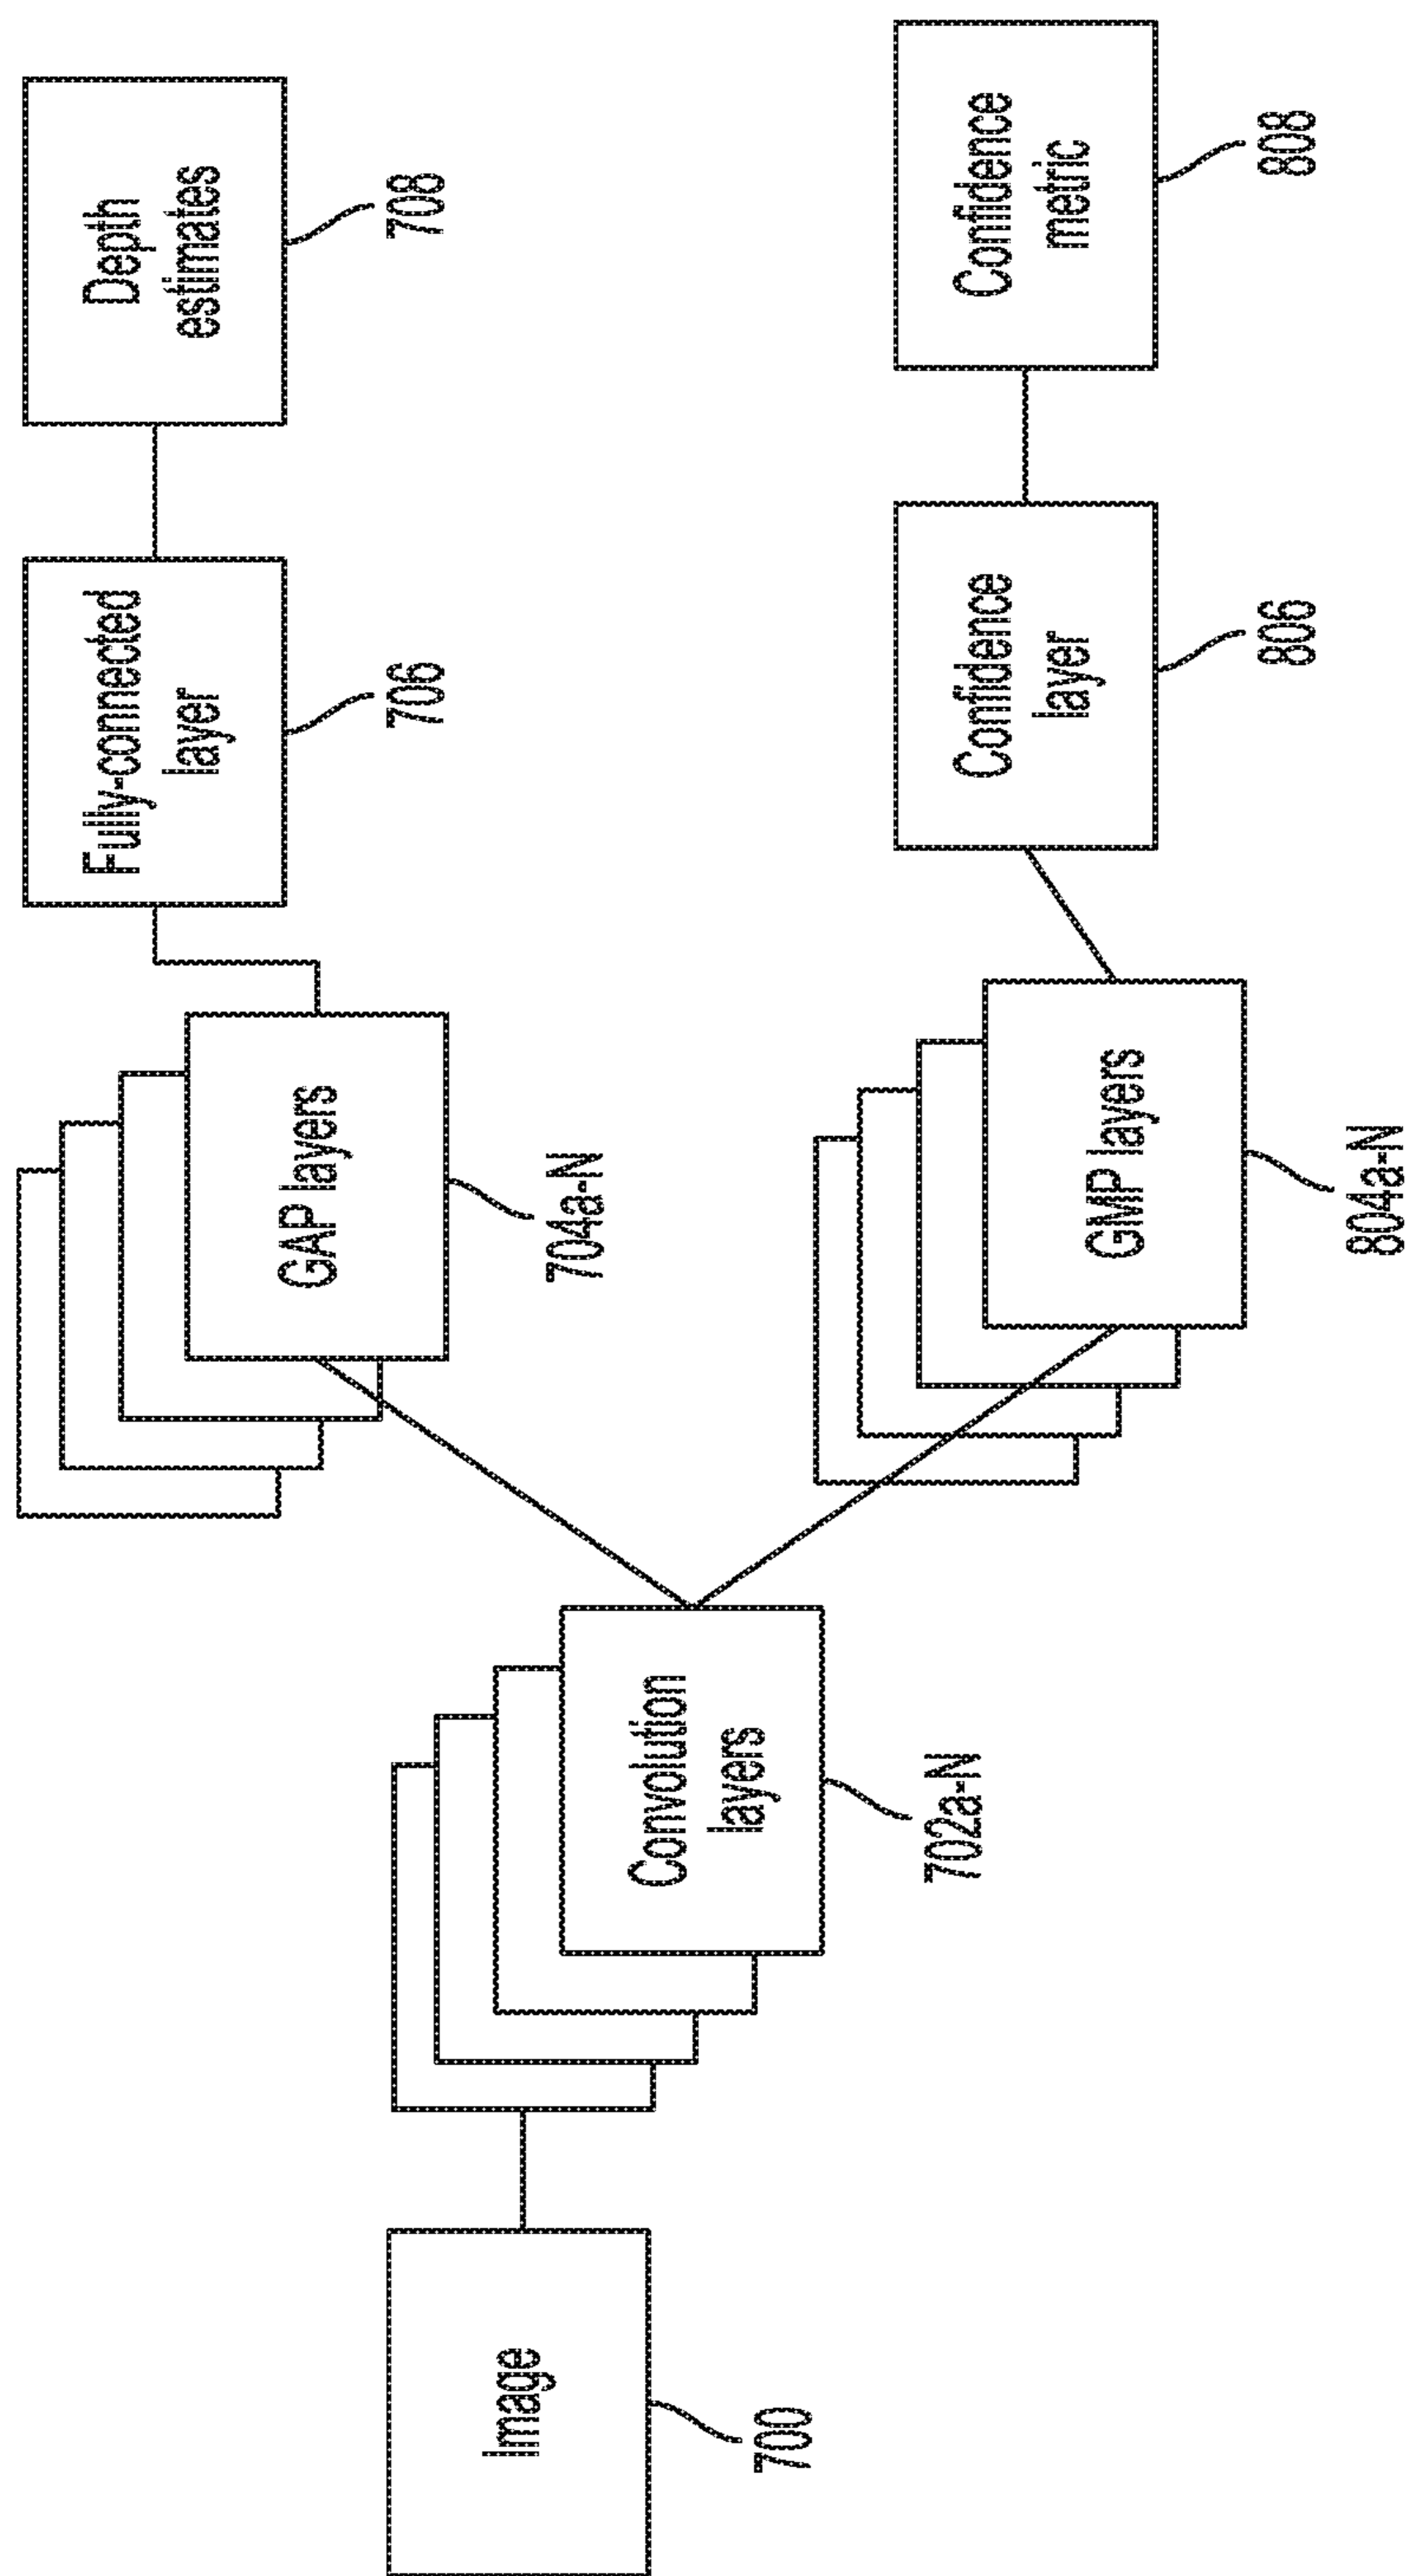 Image
700
Convolution
layers
702a-N
GAP layers
704a-N
Fully-connected
layer
706
Depth
estimates
708
GMP layers
804a-N
Confidence
layer
806
Confidence
metric
808